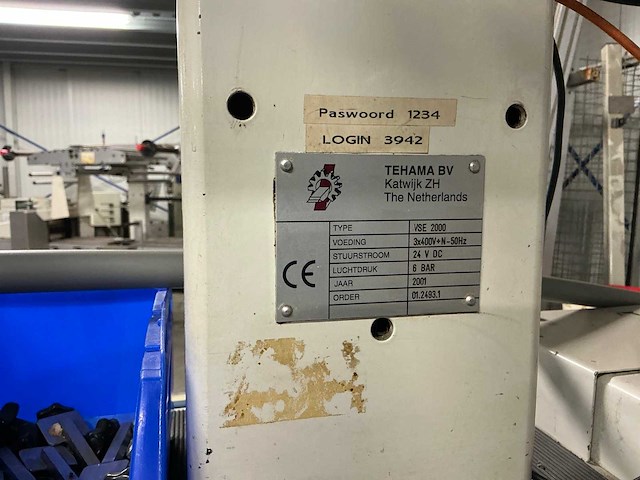 Paswoord 1234
LOGIN 3942
TEHAMA BV
Katwijk ZH
The Netherlands
TYPE VSE 2000
VOEDING 3x400V+N-50Hz
STUURSTROOM 24 V DC
LUCHTDRUK 6 BAR
JAAR 2001
ORDER 01.2493.1
CE